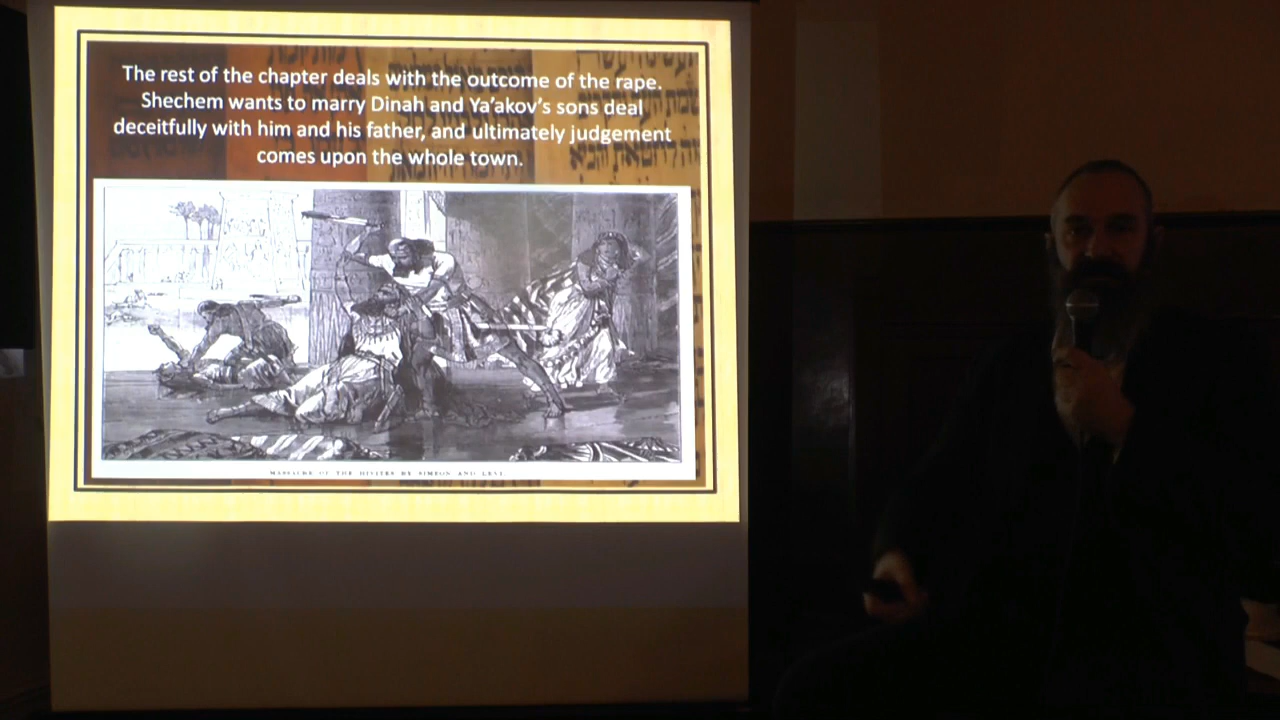 The rest of the chapter deals with the outcome of the rape.
Shechem wants to marry Dinah and Ya'akov's sons deal
deceitfully with him and his father, and ultimately judgement
comes upon the whole town.
MASSACRE OF THE HIVITES BY SIMEON AND LEVI.